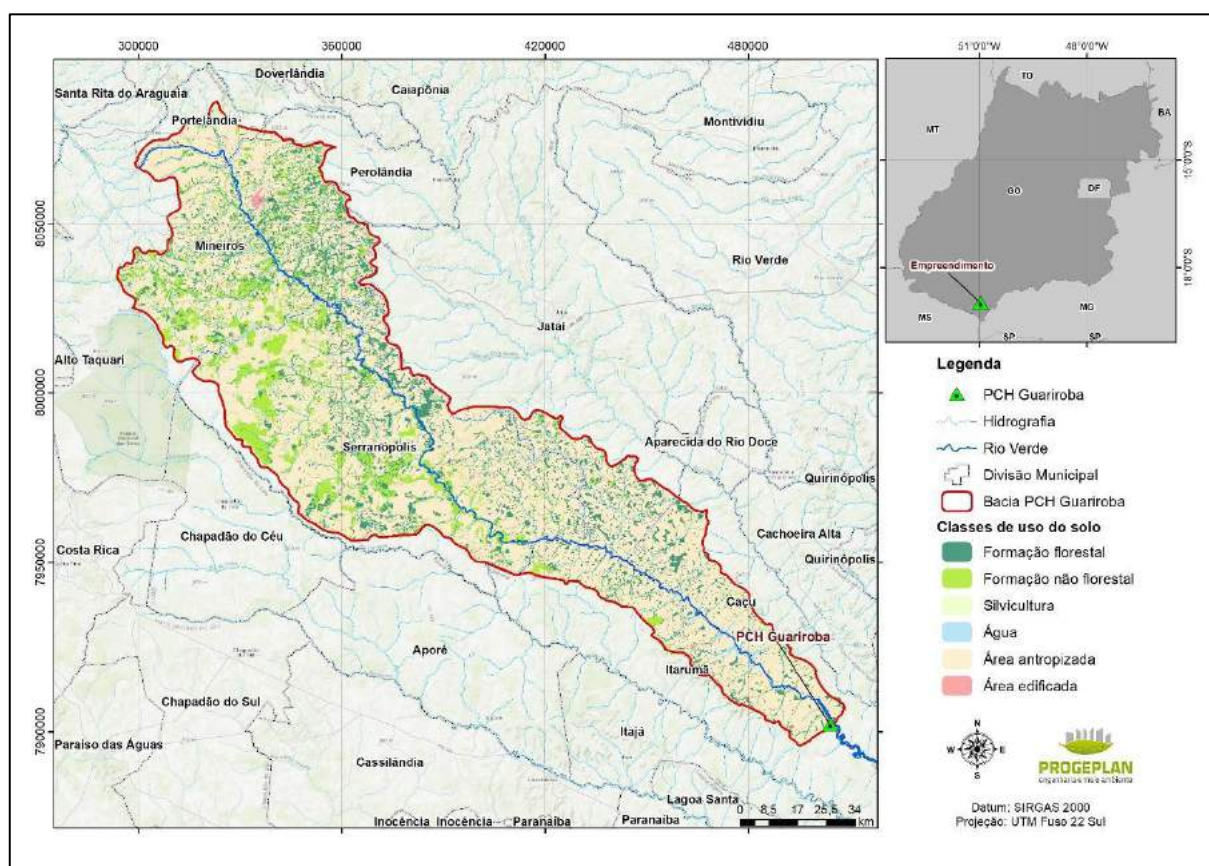 300000 360000 420000 480000
51°0'0"W 48°0'0"W
Doverlândia
Santa Rita do Araguaia
Caiapônia
Portelândia
Montividiu
Perolândia
8050000
Mineiros
Rio Verde
Jataí
Alto Taquari
8000000
Serranópolis
Aparecida do Rio Doce
Quirinópolis
Cachoeira Alta
Costa Rica
Chapadão do Céu
Quirinópolis
7950000
Caçu
PCH Guariroba
Aporé
Itarumã
Chapadão do Sul
7900000
Itajá
Paraíso das Águas
Cassilândia
Lagoa Santa
Inocência Inocência Paranaíba Paranaíba
0 8,5 17 25,5 34
km
TO
BA
MT
15°0'0"S
GO
DF
18°0'0"S
Empreendimento
MS
MG
SP SP
Legenda
PCH Guariroba
Hidrografia
Rio Verde
Divisão Municipal
Bacia PCH Guariroba
Classes de uso do solo
Formação florestal
Formação não florestal
Silvicultura
Água
Área antropizada
Área edificada
N
W E
S
PROGEPLAN
engenharia e meio ambiente
Datum: SIRGAS 2000
Projeção: UTM Fuso 22 Sul